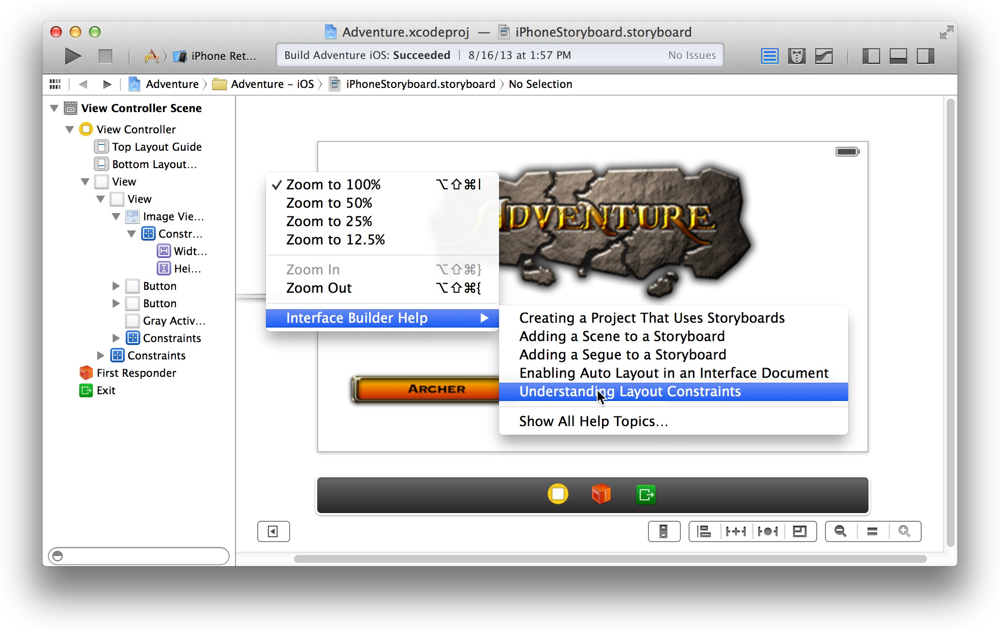 Adventure.xcodeproj — iPhoneStoryboard.storyboard
iPhone Ret...
Build Adventure iOS: Succeeded | 8/16/13 at 1:57 PM
No Issues
Adventure
Adventure – iOS
iPhoneStoryboard.storyboard
No Selection
View Controller Scene
View Controller
Top Layout Guide
Bottom Layout...
View
View
Image Vie...
Constr...
Widt...
Hei...
Button
Button
Gray Activ...
Constraints
Constraints
First Responder
Exit
ADVENTURE
✓ Zoom to 100% ⌥⇧⌘|
Zoom to 50%
Zoom to 25%
Zoom to 12.5%
Zoom In ⌥⇧⌘}
Zoom Out ⌥⇧⌘{
Interface Builder Help
Creating a Project That Uses Storyboards
Adding a Scene to a Storyboard
Adding a Segue to a Storyboard
Enabling Auto Layout in an Interface Document
Understanding Layout Constraints
Show All Help Topics...
ARCHER